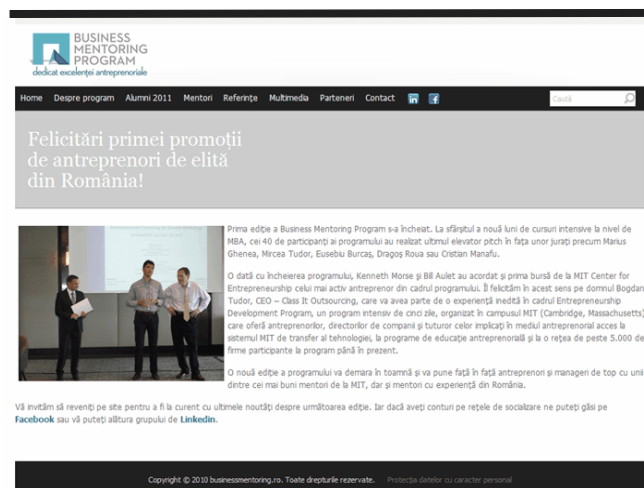 BUSINESS
MENTORING
PROGRAM
dedicat excelenței antreprenoriale
Home Despre program Alumni 2011 Mentori Referințe Multimedia Parteneri Contact in f Caută
Felicitări primei promoții
de antreprenori de elită
din România!
Prima ediție a Business Mentoring Program s-a încheiat. La sfârșitul a nouă luni de cursuri intensive la nivel de
MBA, cei 40 de participanți ai programului au realizat ultimul elevator pitch în fața unor jurați precum Marius
Ghenea, Mircea Tudor, Eusebiu Burcaș, Dragoș Roua sau Cristian Manafu.
O dată cu încheierea programului, Kenneth Morse și Bill Aulet au acordat și prima bursă de la MIT Center for
Entrepreneurship celui mai activ antreprenor din cadrul programului. Îl felicităm în acest sens pe domnul Bogdan
Tudor, CEO – Class It Outsourcing, care va avea parte de o experiență inedită în cadrul Entrepreneurship
Development Program, un program intensiv de cinci zile, organizat în campusul MIT (Cambridge, Massachusetts)
care oferă antreprenorilor, directorilor de companii și tuturor celor implicați în mediul antreprenorial acces la
sistemul MIT de transfer al tehnologiei, la programe de educație antreprenorială și la o rețea de peste 5.000 de
firme participante la program până în prezent.
O nouă ediție a programului va demara în toamnă și va pune față în față antreprenori și manageri de top cu unii
dintre cei mai buni mentori de la MIT, dar și mentori cu experiență din România.
Vă invităm să reveniți pe site pentru a fi la curent cu ultimele noutăți despre următoarea ediție. Iar dacă aveți conturi pe rețele de socializare ne puteți găsi pe
Facebook sau vă puteți alătura grupului de Linkedin.
Copyright © 2010 businessmentoring.ro. Toate drepturile rezervate. Protecția datelor cu caracter personal